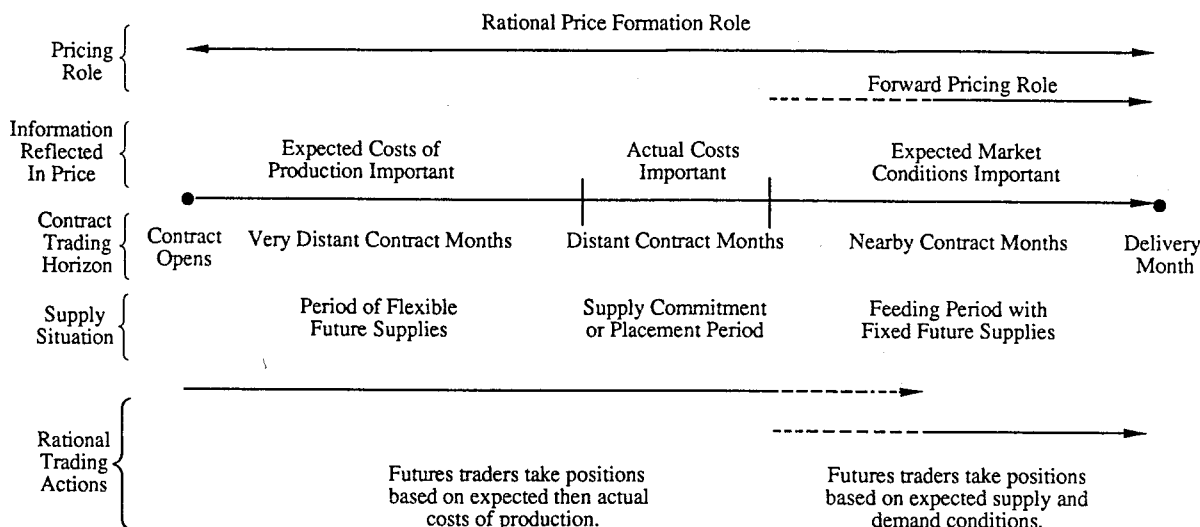 Rational Price Formation Role
Pricing
Role
Forward Pricing Role
Information
Reflected
In Price
Expected Costs of
Production Important
Actual Costs
Important
Expected Market
Conditions Important
Contract
Trading
Horizon
Contract
Opens
Very Distant Contract Months
Distant Contract Months
Nearby Contract Months
Delivery
Month
Supply
Situation
Period of Flexible
Future Supplies
Supply Commitment
or Placement Period
Feeding Period with
Fixed Future Supplies
Rational
Trading
Actions
Futures traders take positions
based on expected then actual
costs of production.
Futures traders take positions
based on expected supply and
demand conditions.